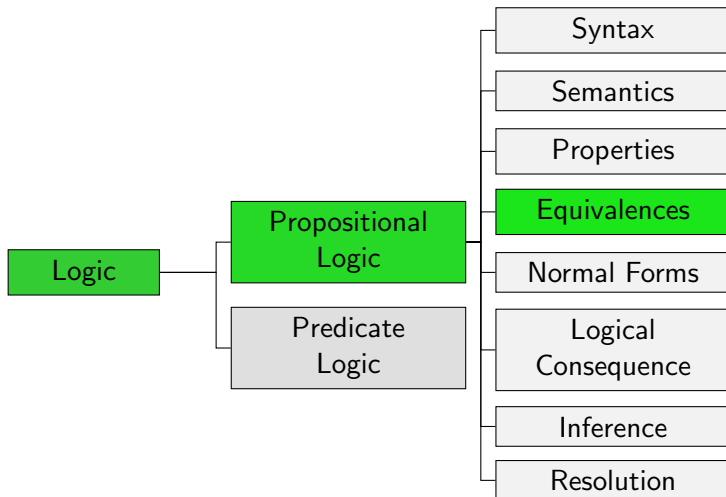 Logic
Propositional
Logic
Predicate
Logic
Syntax
Semantics
Properties
Equivalences
Normal Forms
Logical
Consequence
Inference
Resolution